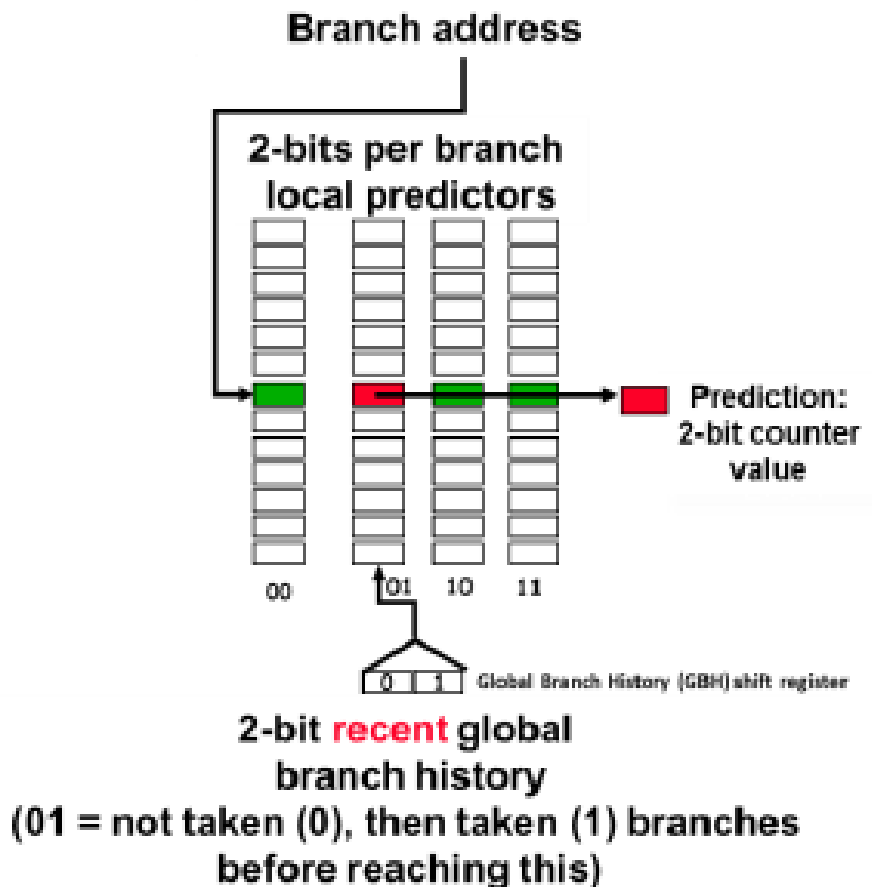 Branch address
2-bits per branch
local predictors
Prediction:
2-bit counter
value
00
01
10
11
0 1
Global Branch History (GBH) shift register
2-bit recent global
branch history
(01 = not taken (0), then taken (1) branches
before reaching this)